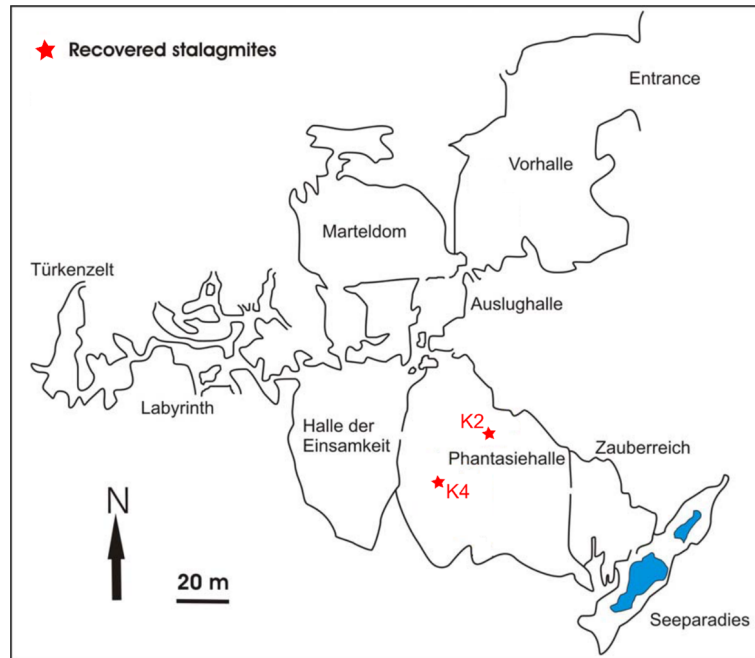 Recovered stalagmites
Entrance
Vorhalle
Marteldom
Türkenzelt
Auslughalle
Labyrinth
Halle der
Einsamkeit
K2
Phantasiehalle
Zauberreich
K4
N
20 m
Seeparadies